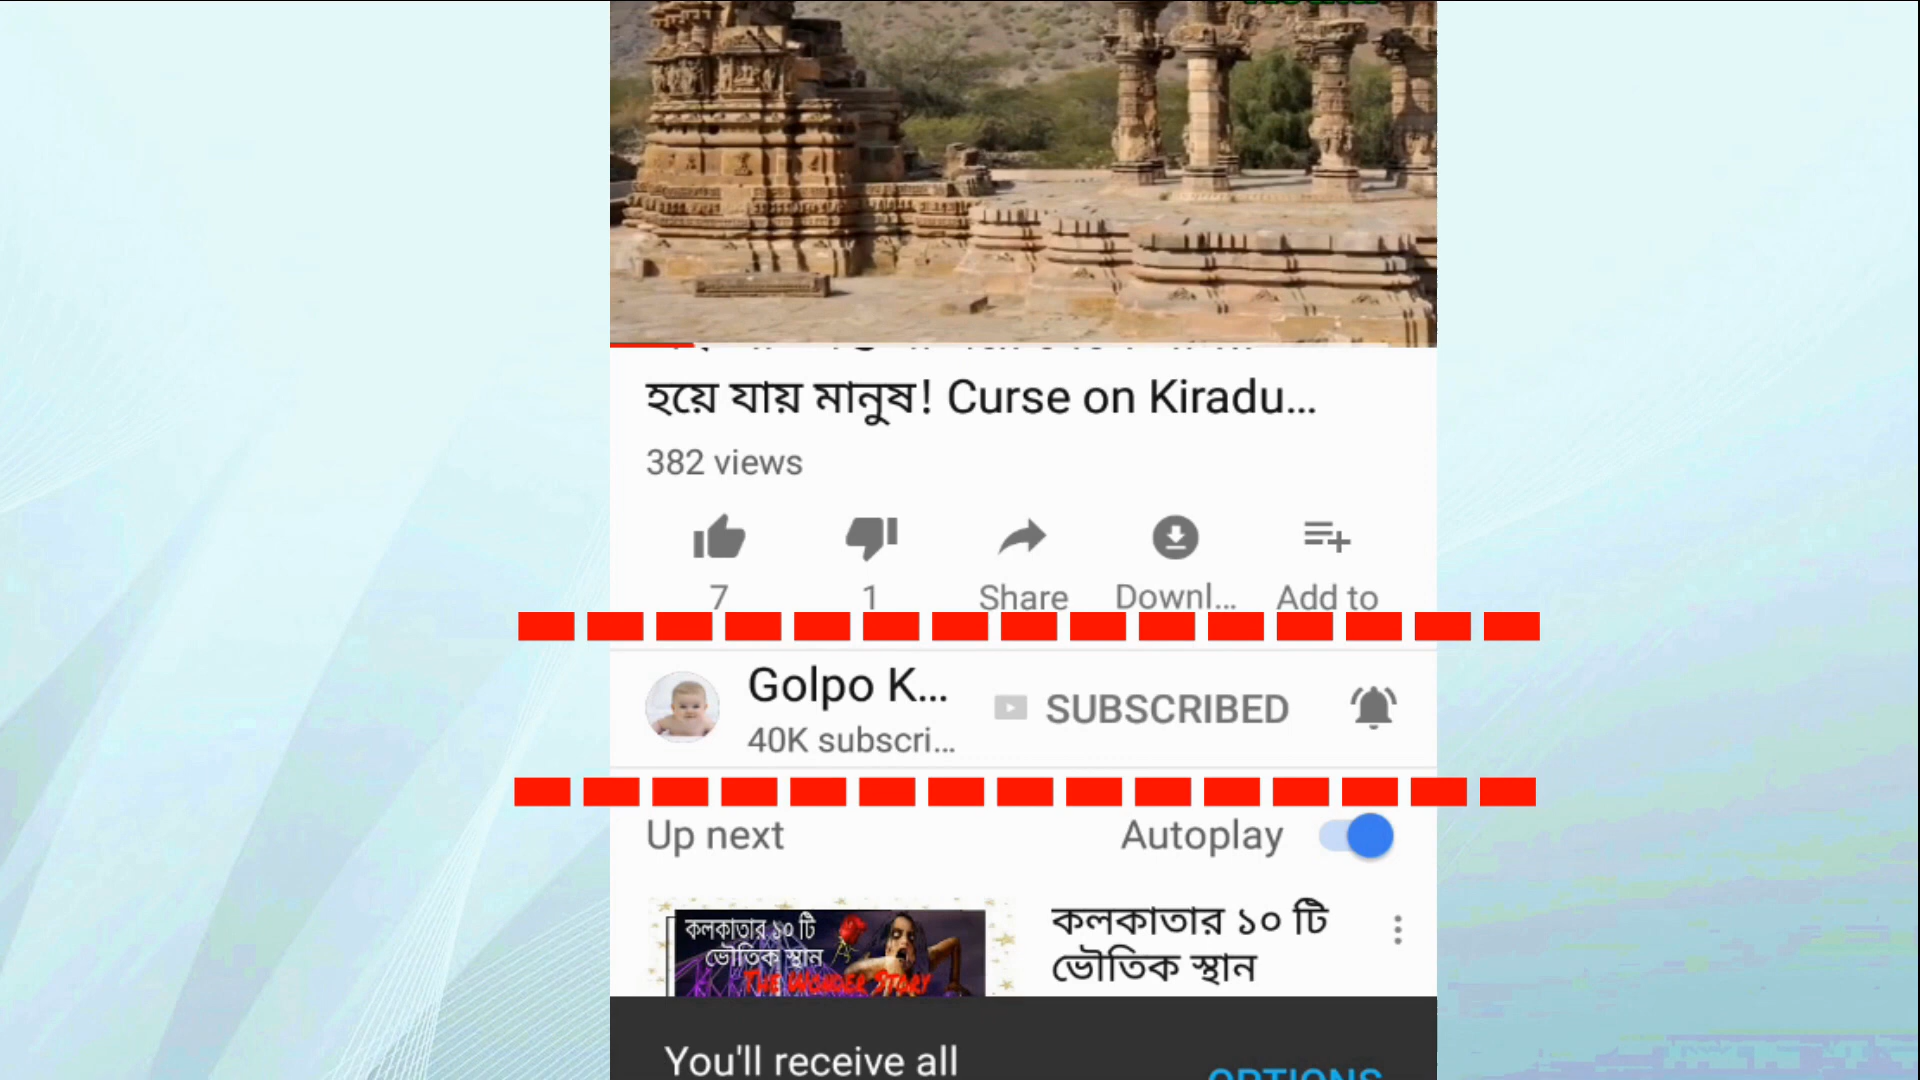 হয়ে যায় মানুষ! Curse on Kiradu...
382 views
7
1
Share
Downl...
Add to
Golpo K...
40K subscri...
SUBSCRIBED
Up next
Autoplay
কলকাতার ১০ টি
ভৌতিক স্থান
THE WONDER STORY
কলকাতার ১০ টি
ভৌতিক স্থান
You'll receive all
OPTIONS